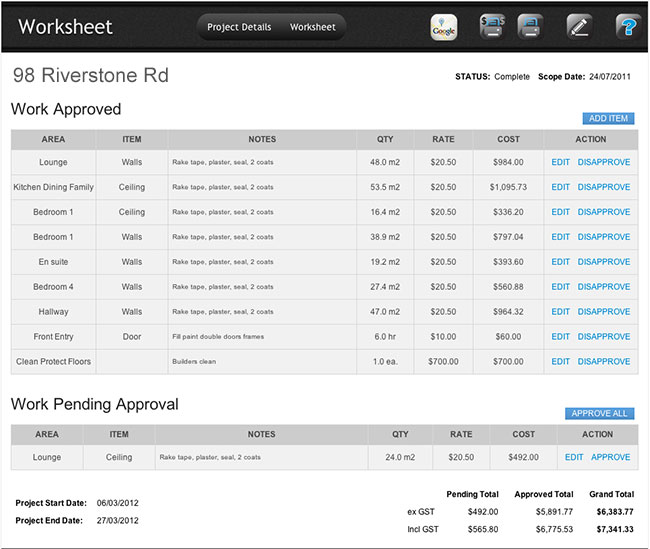 Worksheet
Project Details Worksheet
Google
98 Riverstone Rd
STATUS: Complete Scope Date: 24/07/2011
Work Approved
ADD ITEM
AREA ITEM NOTES QTY RATE COST ACTION
Lounge Walls Rake tape, plaster, seal, 2 coats 48.0 m2 $20.50 $984.00 EDIT DISAPPROVE
Kitchen Dining Family Ceiling Rake tape, plaster, seal, 2 coats 53.5 m2 $20.50 $1,095.73 EDIT DISAPPROVE
Bedroom 1 Ceiling Rake tape, plaster, seal, 2 coats 16.4 m2 $20.50 $336.20 EDIT DISAPPROVE
Bedroom 1 Walls Rake tape, plaster, seal, 2 coats 38.9 m2 $20.50 $797.04 EDIT DISAPPROVE
En suite Walls Rake tape, plaster, seal, 2 coats 19.2 m2 $20.50 $393.60 EDIT DISAPPROVE
Bedroom 4 Walls Rake tape, plaster, seal, 2 coats 27.4 m2 $20.50 $560.88 EDIT DISAPPROVE
Hallway Walls Rake tape, plaster, seal, 2 coats 47.0 m2 $20.50 $964.32 EDIT DISAPPROVE
Front Entry Door Fill paint double doors frames 6.0 hr $10.00 $60.00 EDIT DISAPPROVE
Clean Protect Floors Builders clean 1.0 ea. $700.00 $700.00 EDIT DISAPPROVE
Work Pending Approval
APPROVE ALL
AREA ITEM NOTES QTY RATE COST ACTION
Lounge Ceiling Rake tape, plaster, seal, 2 coats 24.0 m2 $20.50 $492.00 EDIT APPROVE
Pending Total Approved Total Grand Total
Project Start Date: 06/03/2012
ex GST $492.00 $5,891.77 $6,383.77
Project End Date: 27/03/2012
Incl GST $565.80 $6,775.53 $7,341.33